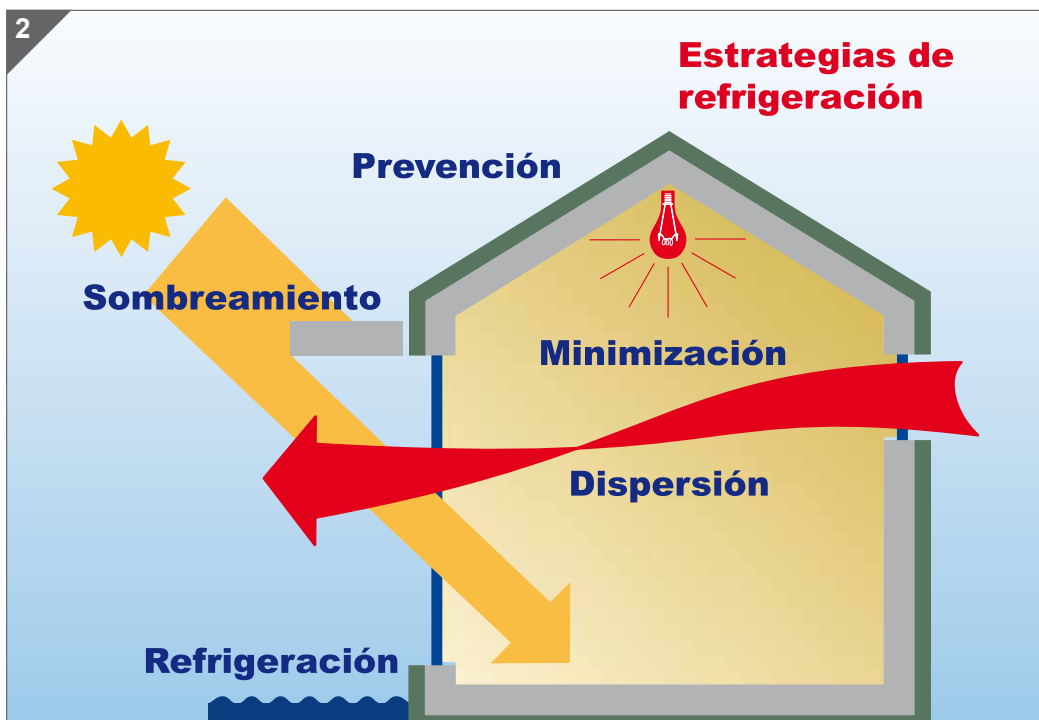 2
Estrategias de
refrigeración
Prevención
Sombreamiento
Minimización
Dispersión
Refrigeración